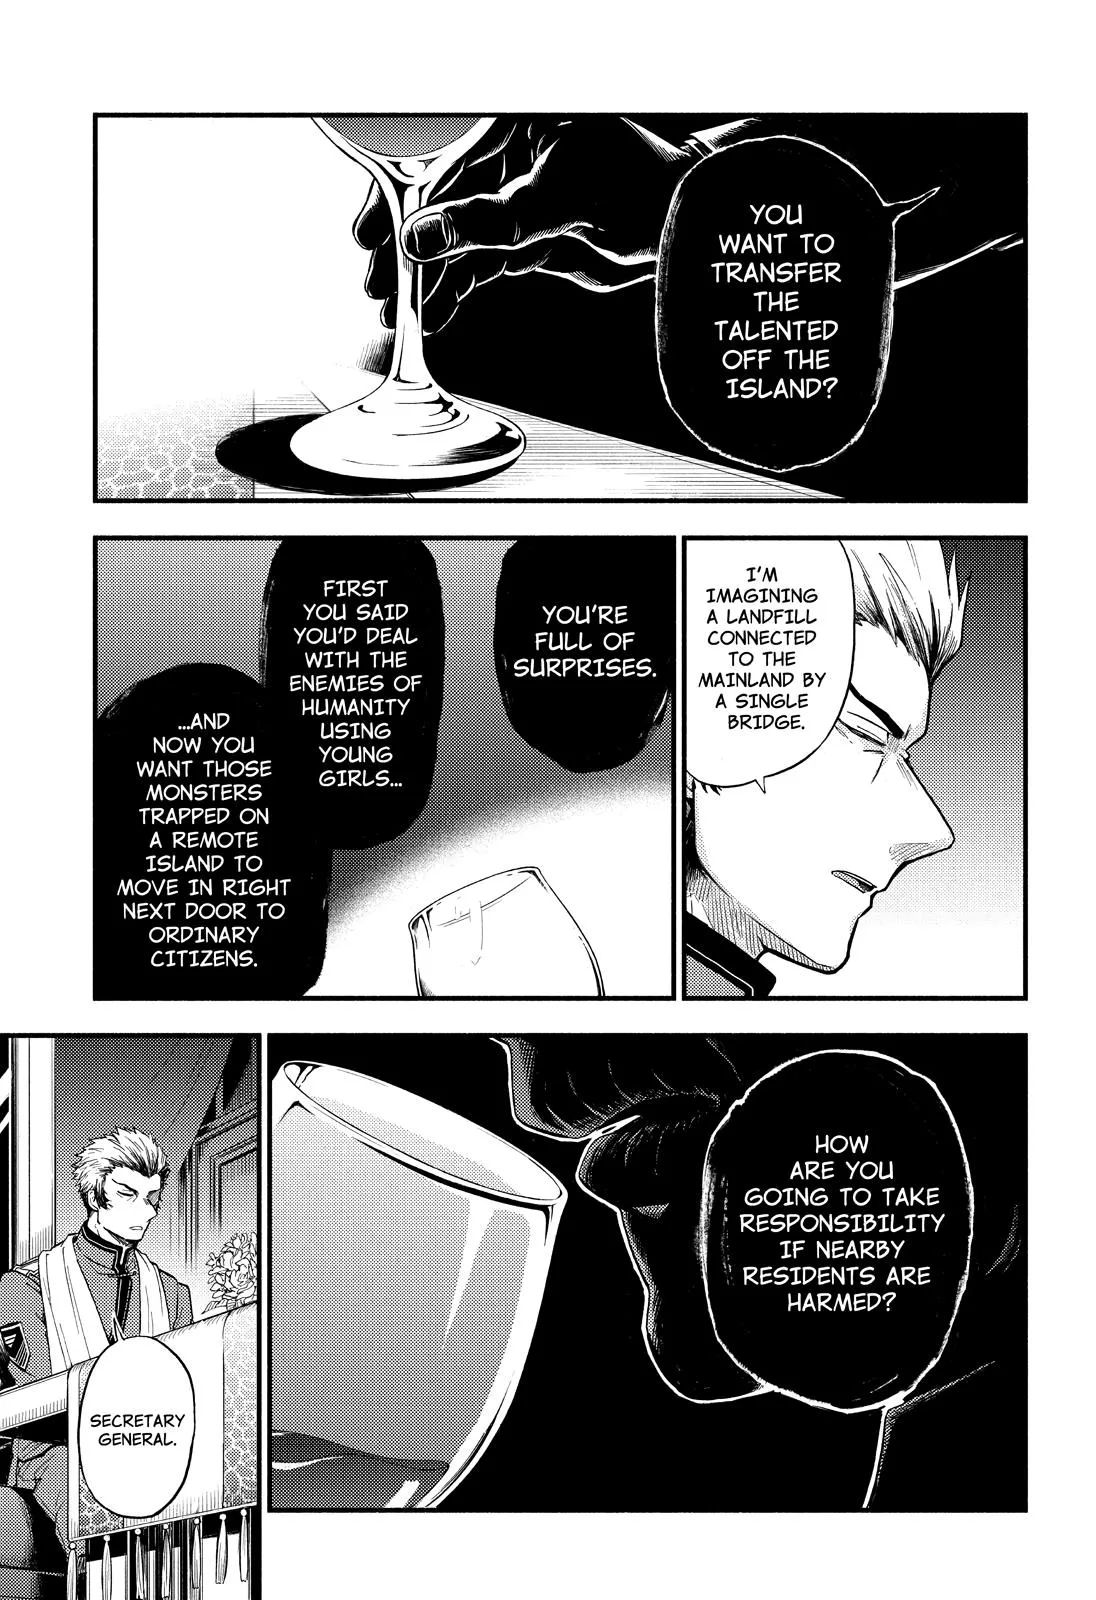 YOU
WANT TO
TRANSFER
THE
TALENTED
OFF THE
ISLAND?
I'M
IMAGINING
A LANDFILL
CONNECTED
TO THE
MAINLAND BY
A SINGLE
BRIDGE.
YOU'RE
FULL OF
SURPRISES.
FIRST
YOU SAID
YOU'D DEAL
WITH THE
ENEMIES OF
HUMANITY
USING
YOUNG
GIRLS...
...AND
NOW YOU
WANT THOSE
MONSTERS
TRAPPED ON
A REMOTE
ISLAND TO
MOVE IN RIGHT
NEXT DOOR TO
ORDINARY
CITIZENS.
HOW
ARE YOU
GOING TO TAKE
RESPONSIBILITY
IF NEARBY
RESIDENTS ARE
HARMED?
SECRETARY
GENERAL.